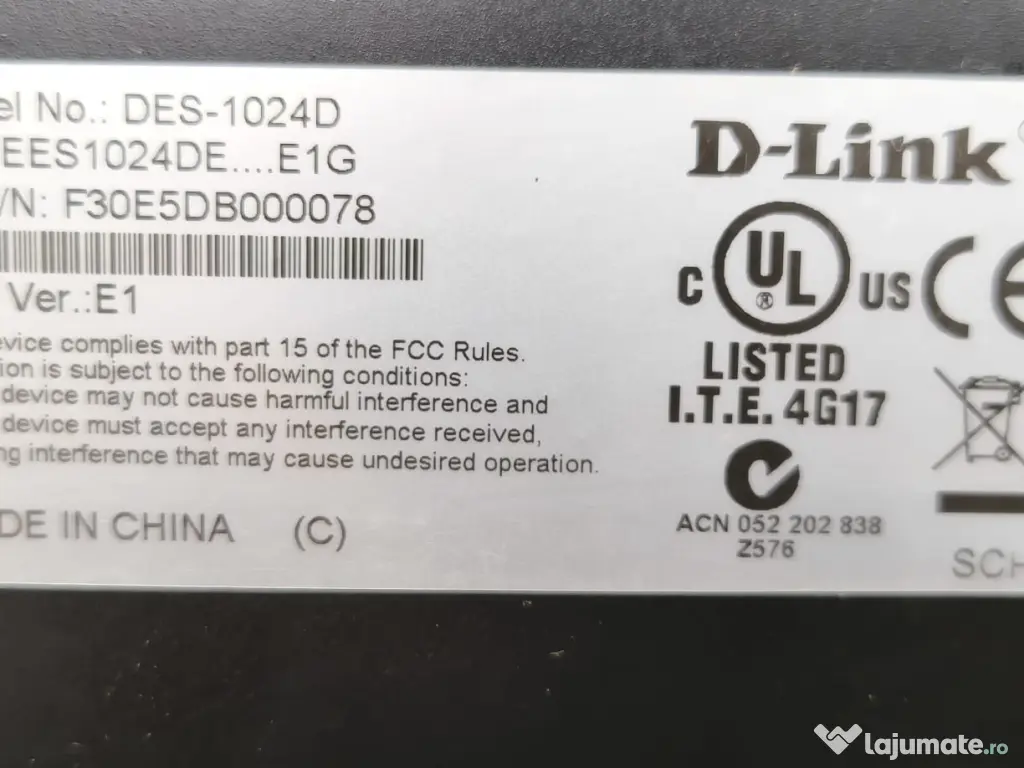 el No.: DES-1024D
EES1024DE....E1G
/N: F30E5DB000078
Ver.:E1
evice complies with part 15 of the FCC Rules.
ion is subject to the following conditions:
device may not cause harmful interference and
device must accept any interference received,
ng interference that may cause undesired operation.
DE IN CHINA (C)
D-Link
C UL US CE
®
LISTED
I.T.E. 4G17
ACN 052 202 838
Z576
SCH
lajumate.ro